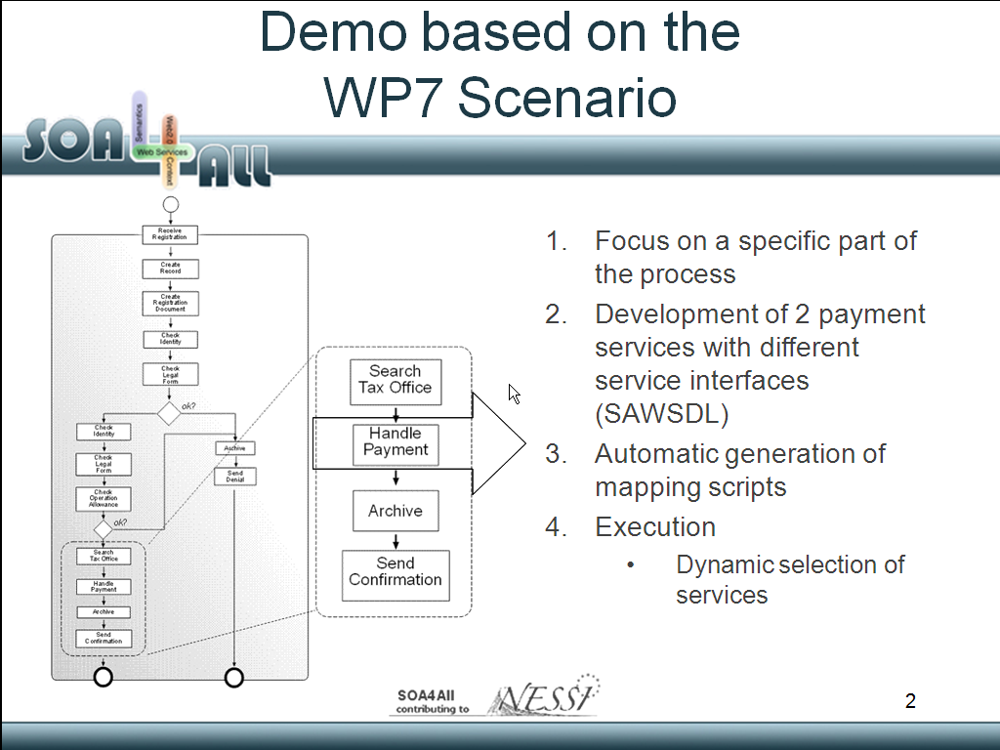 Demo based on the
WP7 Scenario
SOA
4
ALL
Semantics
Web2.0
Web Services
Context
Receive
Registration
Create
Record
Create
Registration
Document
Check
Identity
Check
Legal
Form
ok?
Check
Identity
Check
Legal
Form
Check
Operation
Allowance
ok?
Archive
Send
Denial
Search
Tax Office
Handle
Payment
Archive
Send
Confirmation
Search
Tax Office
Handle
Payment
Archive
Send
Confirmation
1. Focus on a specific part of
the process
2. Development of 2 payment
services with different
service interfaces
(SAWSDL)
3. Automatic generation of
mapping scripts
4. Execution
• Dynamic selection of
services
SOA4All
contributing to
NESSI
2